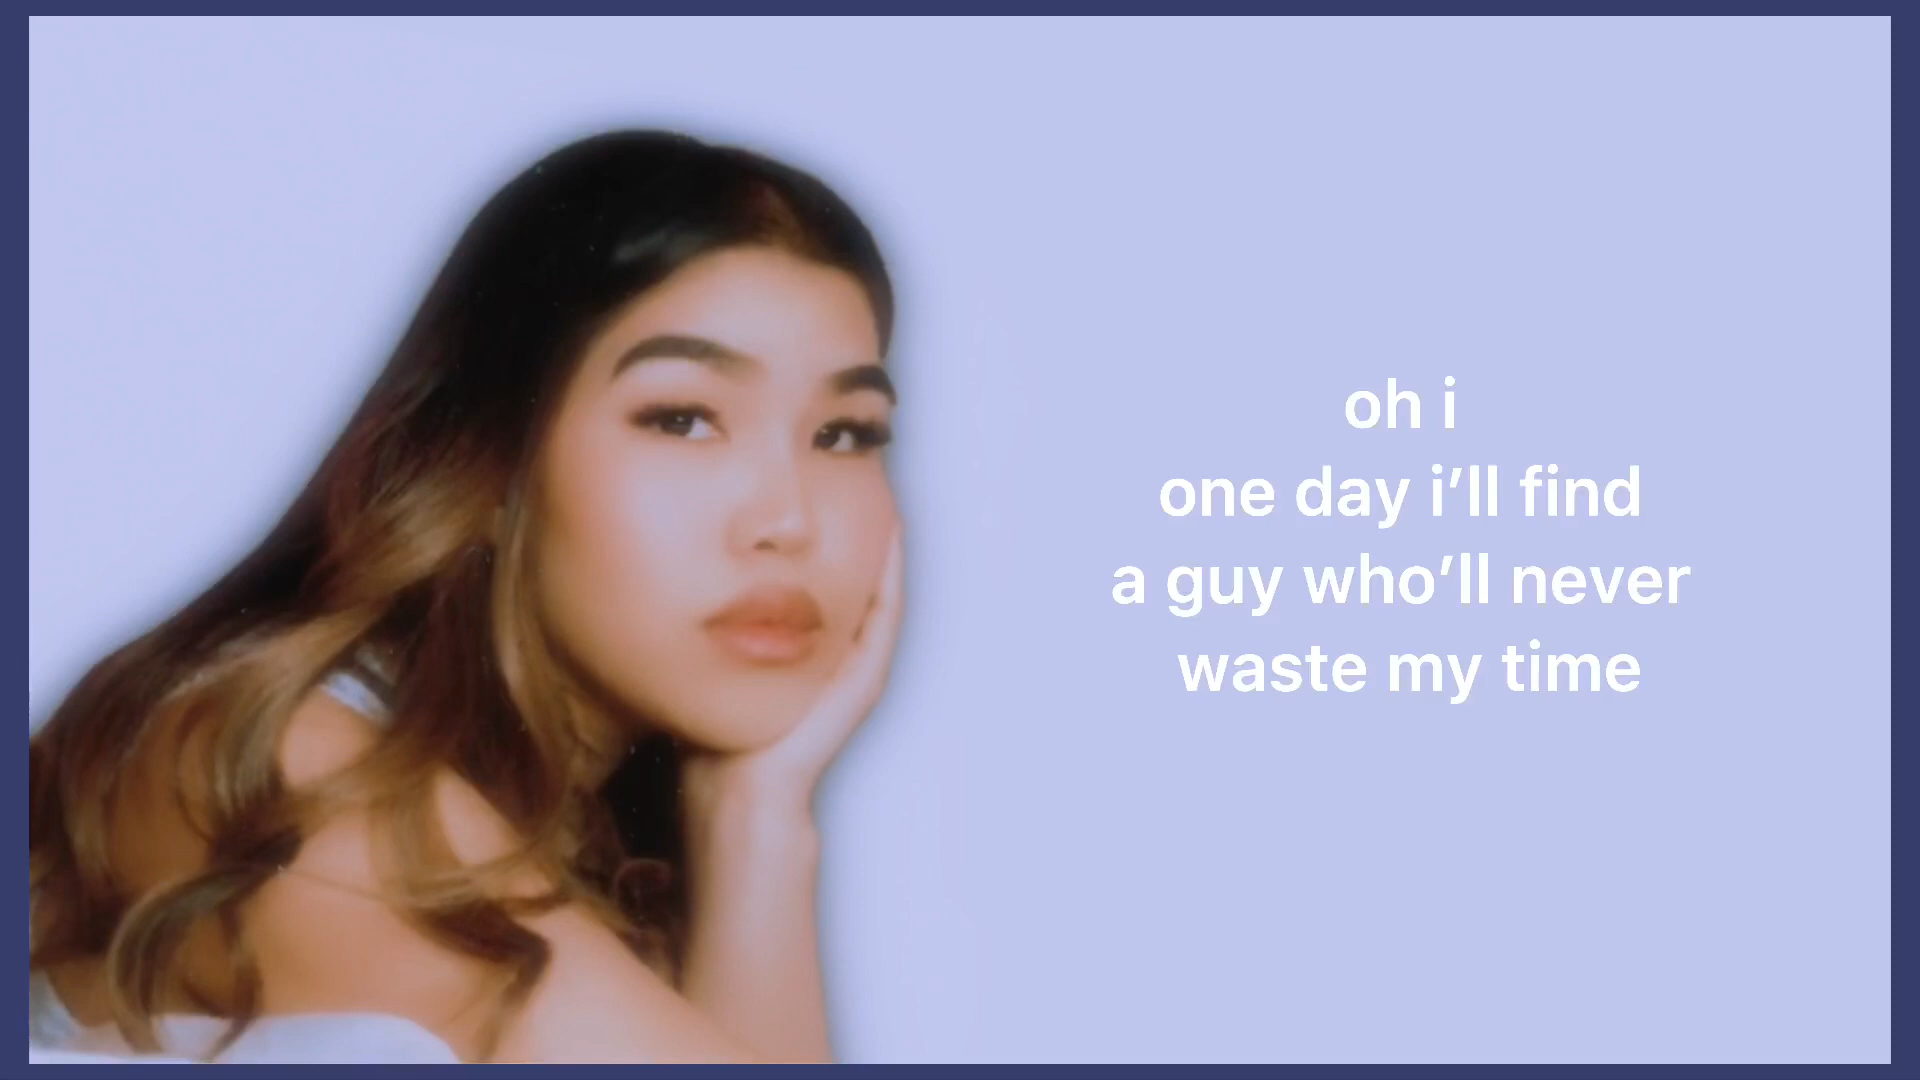 oh i
one day i’ll find
a guy who’ll never
waste my time